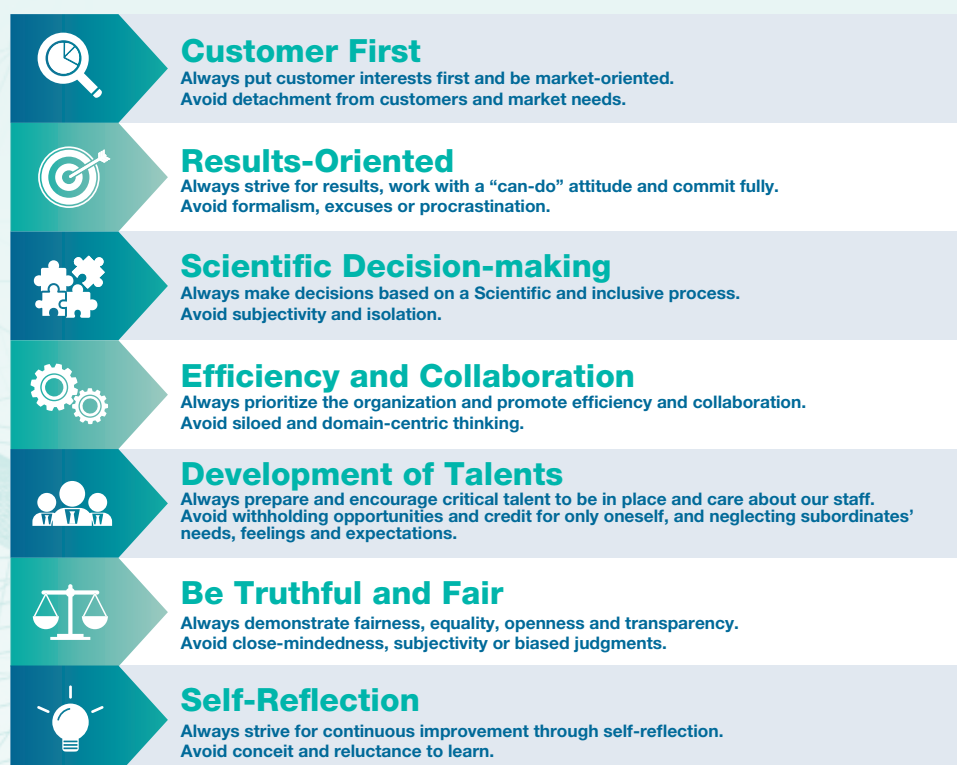 Customer First
Always put customer interests first and be market-oriented.
Avoid detachment from customers and market needs.
Results-Oriented
Always strive for results, work with a “can-do” attitude and commit fully.
Avoid formalism, excuses or procrastination.
Scientific Decision-making
Always make decisions based on a Scientific and inclusive process.
Avoid subjectivity and isolation.
Efficiency and Collaboration
Always prioritize the organization and promote efficiency and collaboration.
Avoid siloed and domain-centric thinking.
Development of Talents
Always prepare and encourage critical talent to be in place and care about our staff.
Avoid withholding opportunities and credit for only oneself, and neglecting subordinates’
needs, feelings and expectations.
Be Truthful and Fair
Always demonstrate fairness, equality, openness and transparency.
Avoid close-mindedness, subjectivity or biased judgments.
Self-Reflection
Always strive for continuous improvement through self-reflection.
Avoid conceit and reluctance to learn.